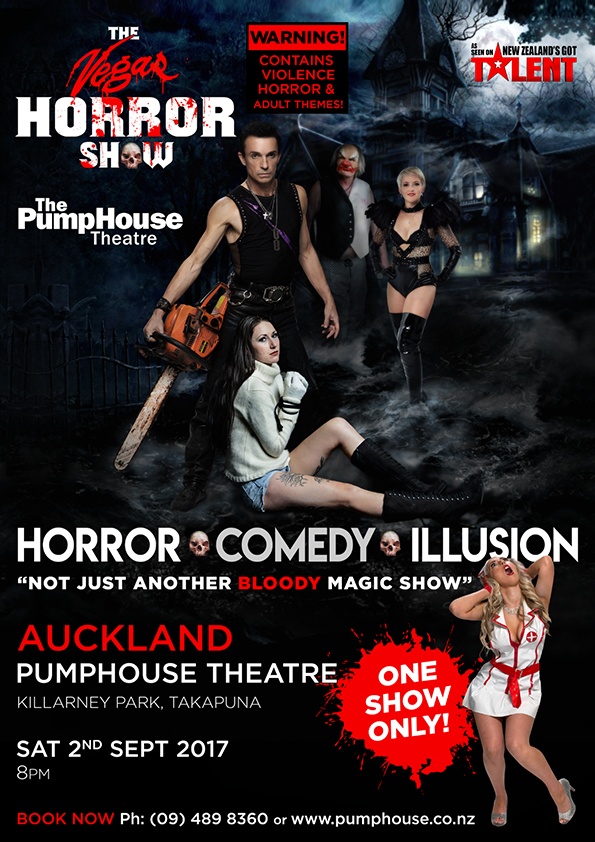 THE
Vegas
HORROR
SHOW
WARNING!
CONTAINS
VIOLENCE
HORROR &
ADULT THEMES!
AS SEEN ON NEW ZEALAND'S GOT
TALENT
The
PumpHouse
Theatre
HORROR COMEDY ILLUSION
“NOT JUST ANOTHER BLOODY MAGIC SHOW”
AUCKLAND
PUMPHOUSE THEATRE
KILLARNEY PARK, TAKAPUNA
ONE
SHOW
ONLY!
SAT 2ND SEPT 2017
8PM
BOOK NOW Ph: (09) 489 8360 or www.pumphouse.co.nz